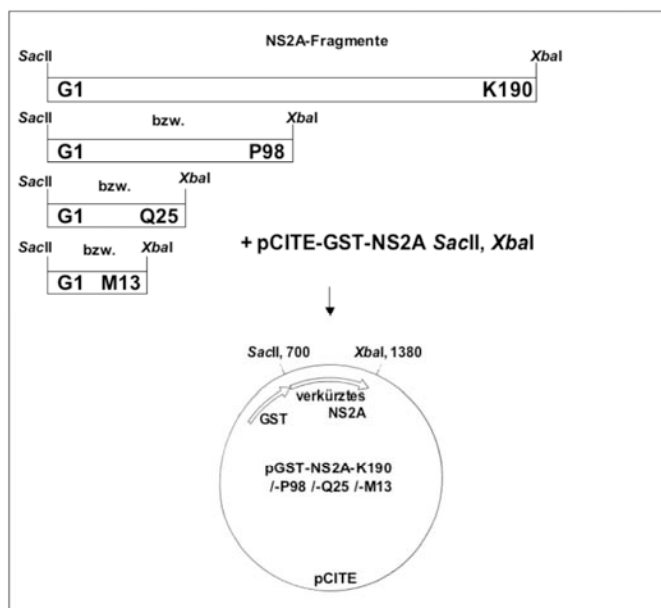 NS2A-Fragmente
SacII XbaI
G1 K190
SacII bzw. XbaI
G1 P98
SacII bzw. XbaI
G1 Q25
SacII bzw. XbaI
G1 M13
+ pCITE-GST-NS2A SacII, XbaI
SacII, 700 XbaI, 1380
verkürztes
NS2A
GST
pGST-NS2A-K190
/-P98 /-Q25 /-M13
pCITE